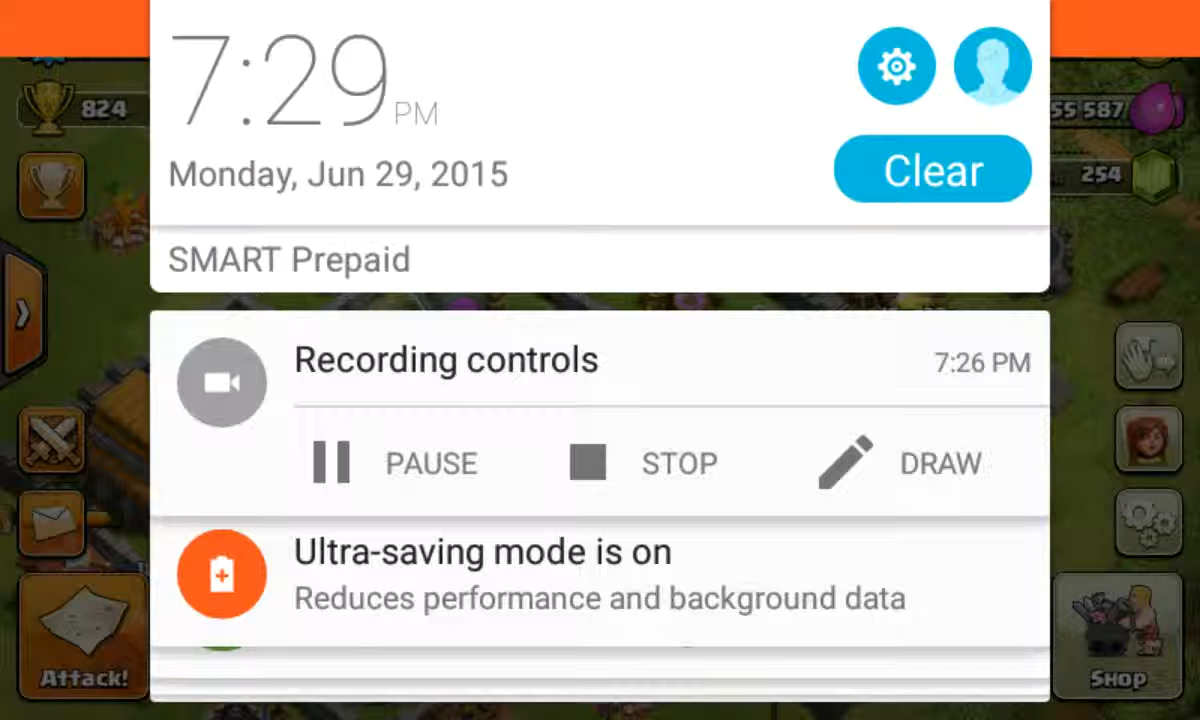 7:29 PM
Monday, Jun 29, 2015
Clear
SMART Prepaid
824
55 587
254
Recording controls
7:26 PM
PAUSE
STOP
DRAW
Ultra-saving mode is on
Reduces performance and background data
Attack!
Shop